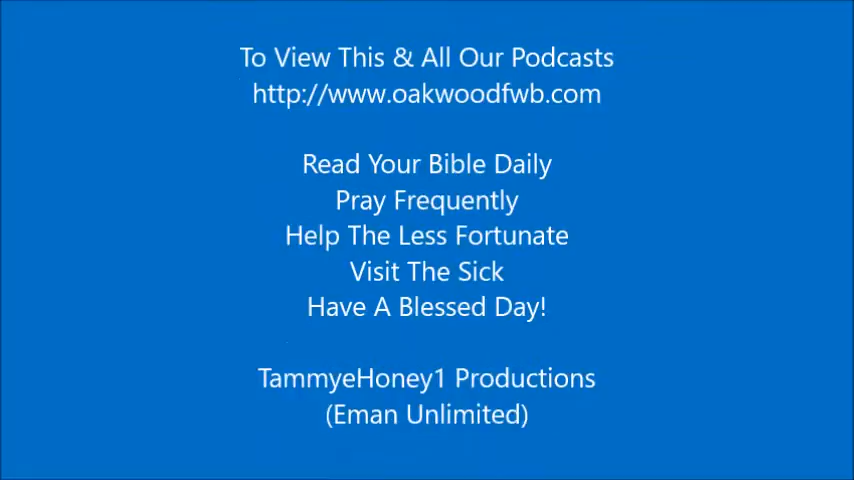 To View This & All Our Podcasts
http://www.oakwoodfwb.com
Read Your Bible Daily
Pray Frequently
Help The Less Fortunate
Visit The Sick
Have A Blessed Day!
TammyeHoney1 Productions
(Eman Unlimited)